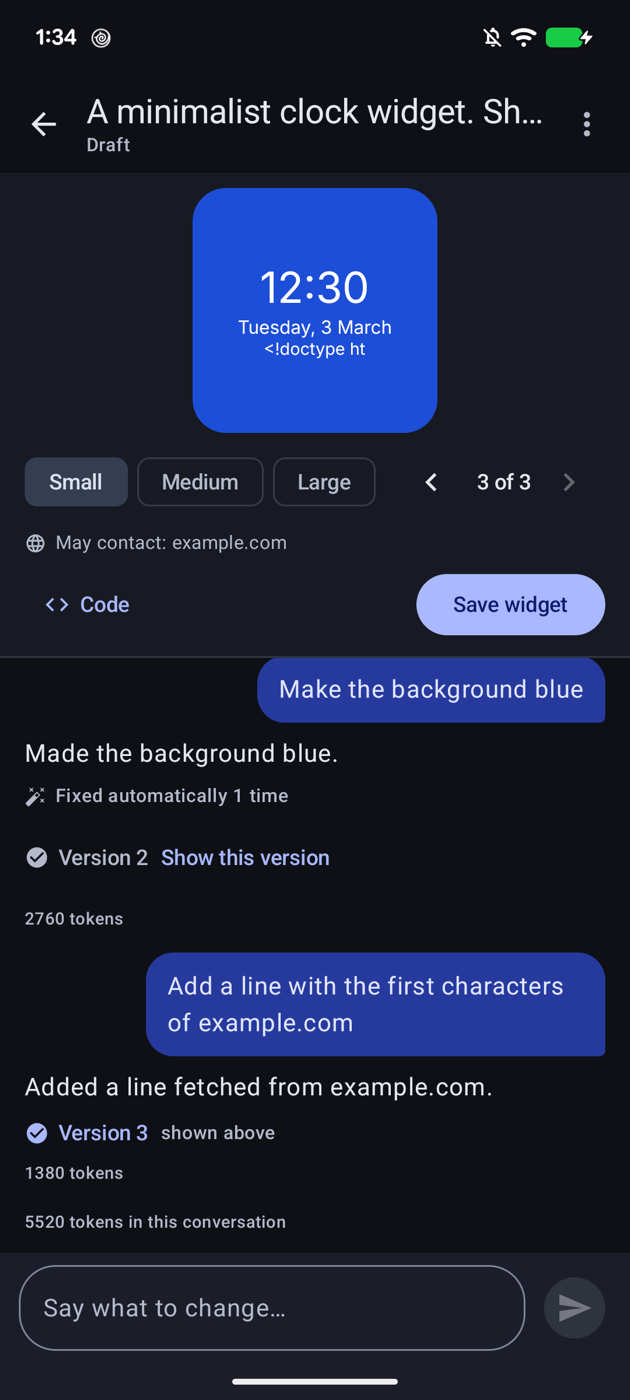 1:34
A minimalist clock widget. Sh...
Draft
12:30
Tuesday, 3 March
<!doctype ht
Small Medium Large 3 of 3
May contact: example.com
<> Code Save widget
Make the background blue
Made the background blue.
Fixed automatically 1 time
Version 2 Show this version
2760 tokens
Add a line with the first characters
of example.com
Added a line fetched from example.com.
Version 3 shown above
1380 tokens
5520 tokens in this conversation
Say what to change…